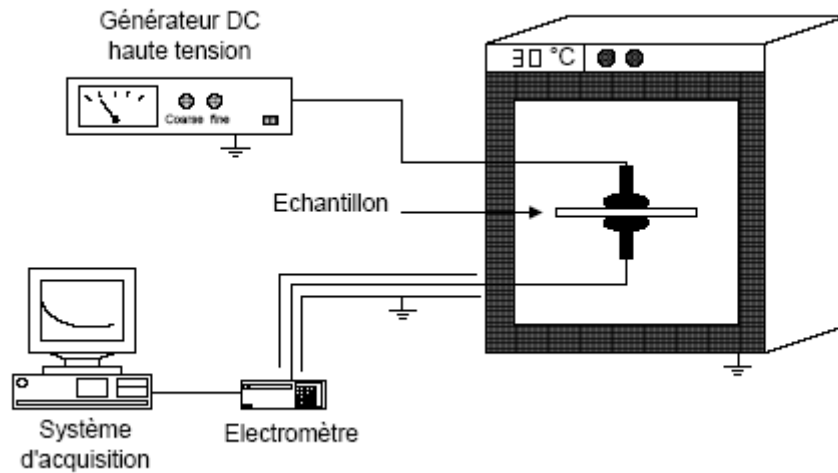 Générateur DC
haute tension
30 °C
Coarse fine
Echantillon
Système
d'acquisition
Electromètre